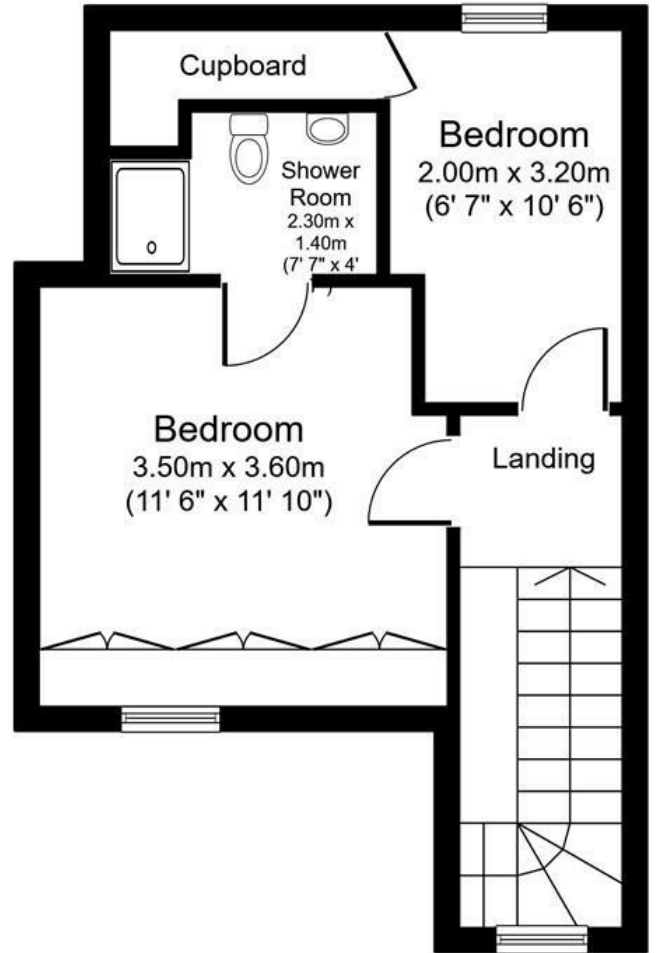 Cupboard
Bedroom
2.00m x 3.20m
(6' 7" x 10' 6")
Shower
Room
2.30m x
1.40m
(7' 7" x 4'
Bedroom
3.50m x 3.60m
(11' 6" x 11' 10")
Landing